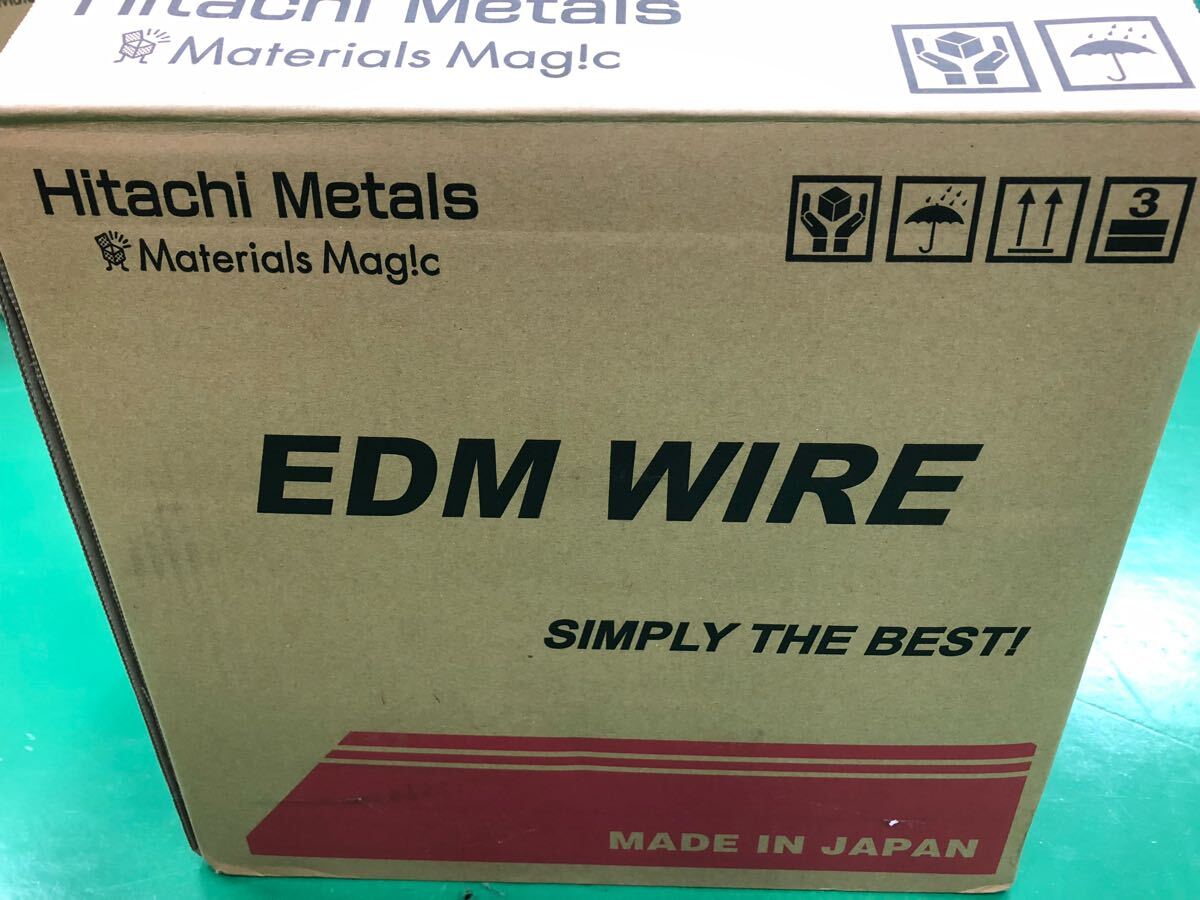 Hitachi Metals
Materials Mag!c
Hitachi Metals
Materials Mag!c
3
EDM WIRE
SIMPLY THE BEST!
MADE IN JAPAN